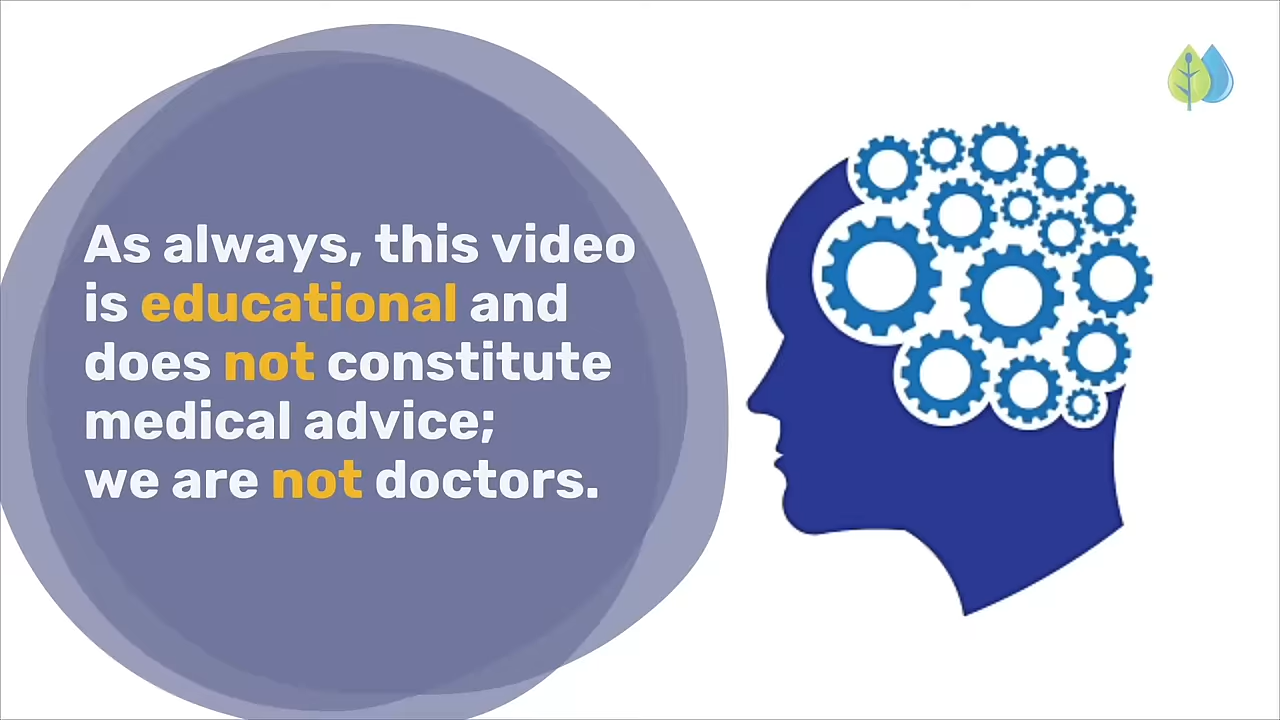 As always, this video
is educational and
does not constitute
medical advice;
we are not doctors.